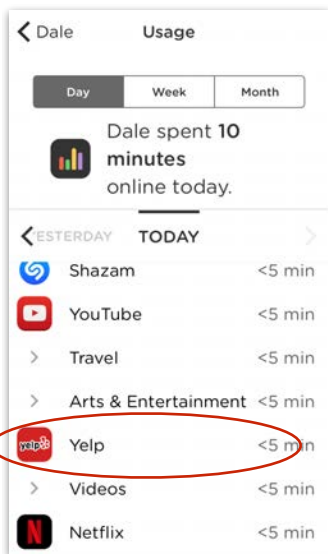 Dale Usage
Day Week Month
Dale spent 10
minutes
online today.
YESTERDAY TODAY
Shazam <5 min
YouTube <5 min
Travel <5 min
Arts & Entertainment <5 min
yelp
Yelp <5 min
Videos <5 min
N
Netflix <5 min